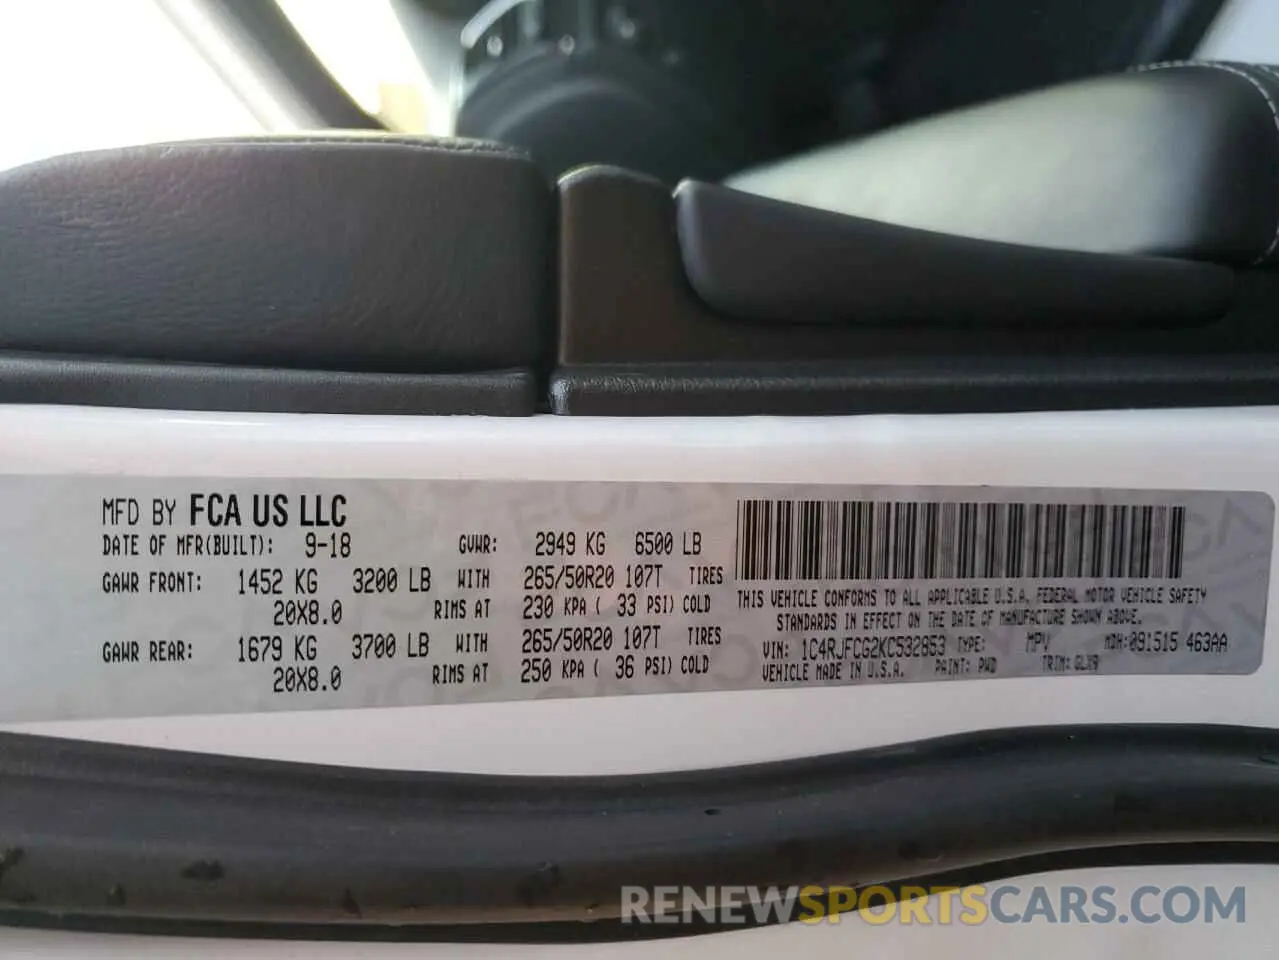 MFD BY FCA US LLC
DATE OF MFR(BUILT): 9-18 GVWR: 2949 KG 6500 LB
GAWR FRONT: 1452 KG 3200 LB WITH 265/50R20 107T TIRES
20X8.0 RIMS AT 230 KPA ( 33 PSI) COLD
GAWR REAR: 1679 KG 3700 LB WITH 265/50R20 107T TIRES
20X8.0 RIMS AT 250 KPA ( 36 PSI) COLD
THIS VEHICLE CONFORMS TO ALL APPLICABLE U.S.A. FEDERAL MOTOR VEHICLE SAFETY
STANDARDS IN EFFECT ON THE DATE OF MANUFACTURE SHOWN ABOVE.
VIN: 1C4RJFCG2KC532853 TYPE: MPV MDH:091515 463AA
VEHICLE MADE IN U.S.A. PAINT: PWD TRIM:
RENEWSPORTSCARS.COM